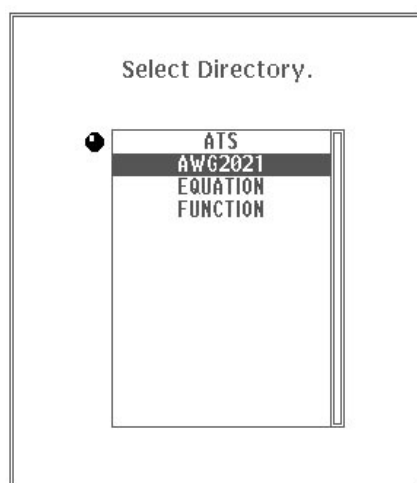 Select Directory.
ATS
AWG2021
EQUATION
FUNCTION